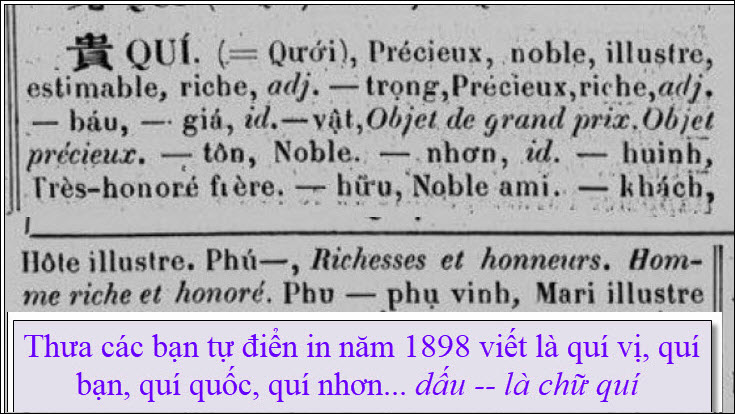 貴 QUÍ. (= Qưới), Précieux, noble, illustre,
estimable, riche, adj. — trọng, Précieux, riche, adj.
— báu, — giá, id. — vật, Objet de grand prix. Objet
précieux. — tôn, Noble. — nhơn, id. — huinh,
Très-honoré frère. — hữu, Noble ami. — khách,
Hôte illustre. Phú —, Richesses et honneurs. Hom-
me riche et honoré. Phu — phụ vinh, Mari illustre
Thưa các bạn tự điển in năm 1898 viết là quí vị, quí
bạn, quí quốc, quí nhơn... dấu -- là chữ quí